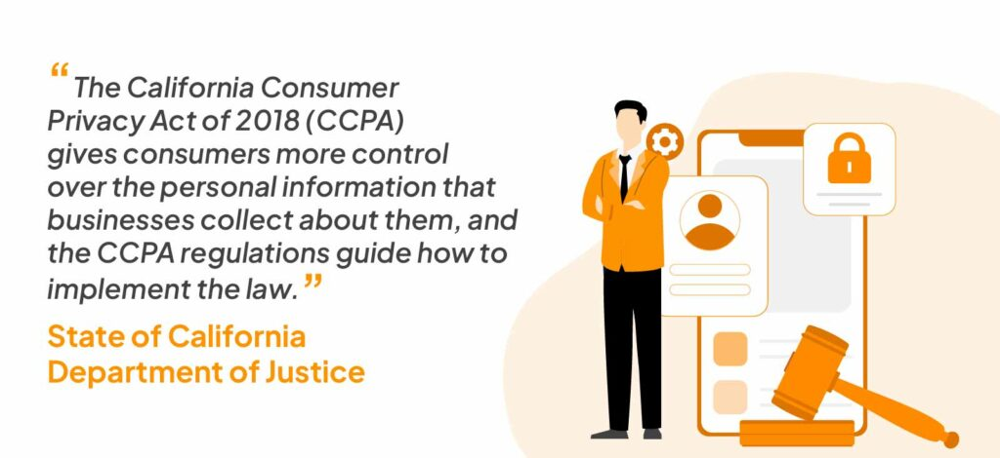 “ The California Consumer
Privacy Act of 2018 (CCPA)
gives consumers more control
over the personal information that
businesses collect about them, and
the CCPA regulations guide how to
implement the law.”
State of California
Department of Justice